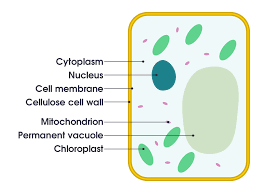 Cytoplasm
Nucleus
Cell membrane
Cellulose cell wall
Mitochondrion
Permanent vacuole
Chloroplast